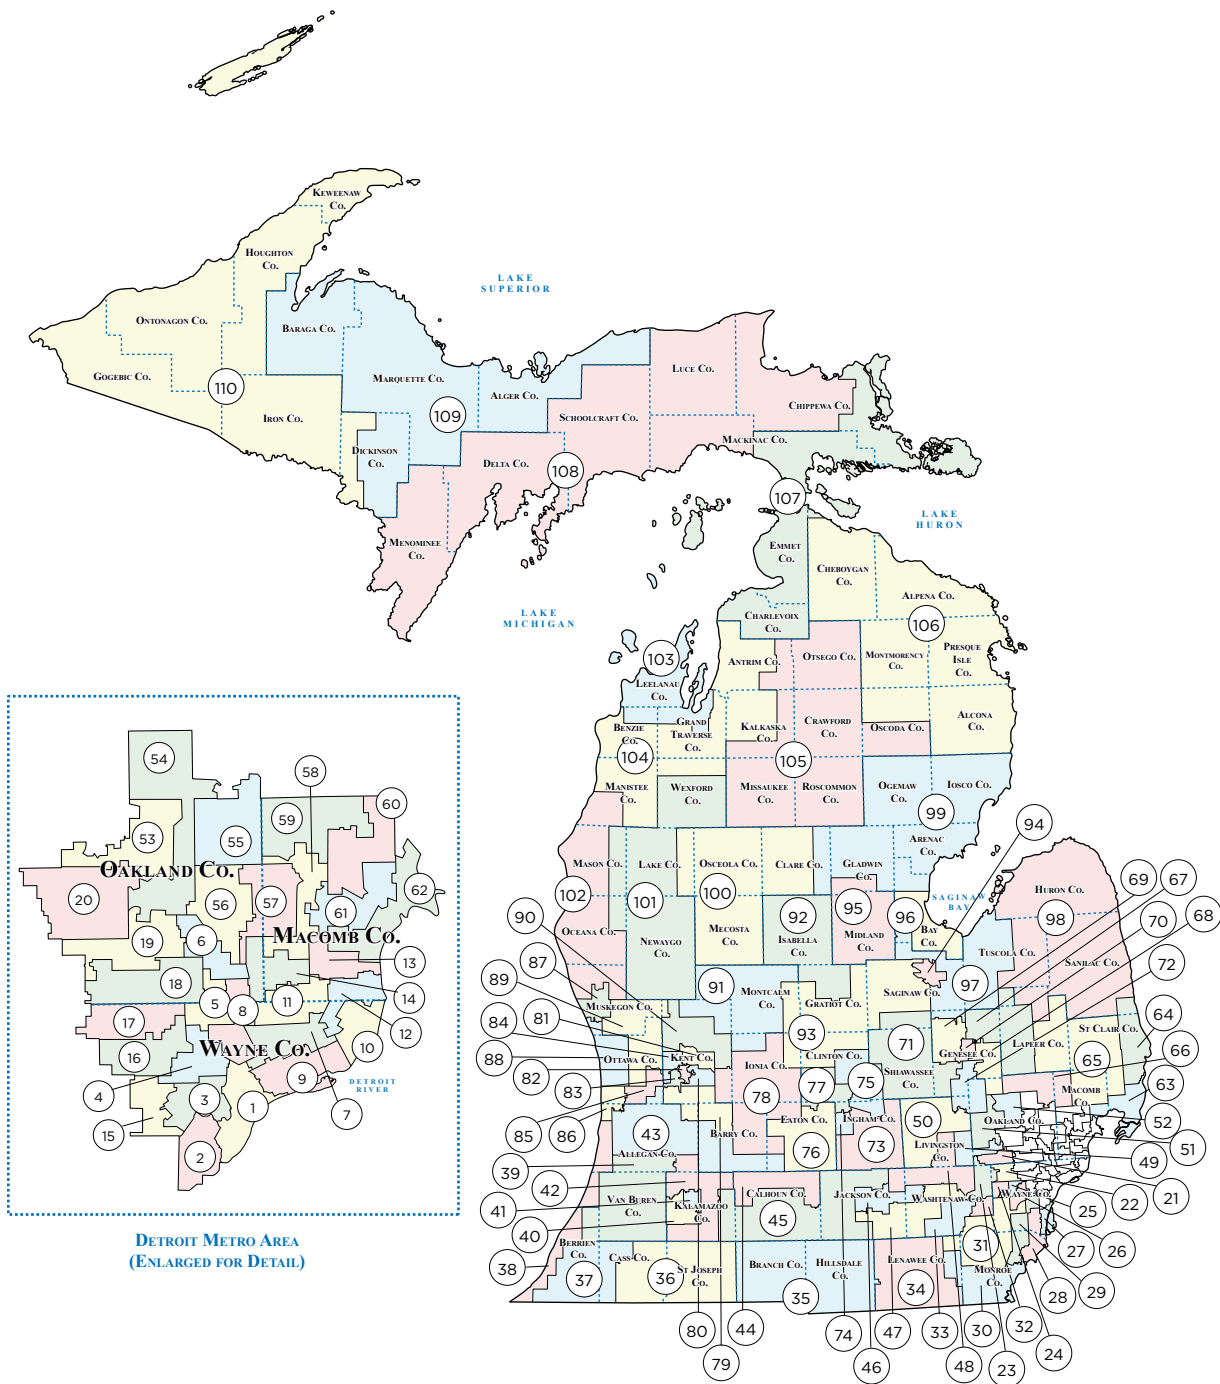 KEWEENAW
CO.
HOUGHTON
CO.
LAKE
SUPERIOR
ONTONAGON CO.
BARAGA CO.
GOGEBIC CO.
110
IRON CO.
MARQUETTE CO.
109
ALGER CO.
LUCE CO.
SCHOOLCRAFT CO.
CHIPPEWA CO.
MACKINAC CO.
DICKINSON
CO.
DELTA CO.
108
107
LAKE
HURON
MENOMINEE
CO.
EMMET
CO.
CHEBOYGAN
CO.
ALPENA CO.
LAKE
MICHIGAN
CHARLEVOIX
CO.
106
103
LEELANAU
CO.
ANTRIM CO.
OTSEGO CO.
MONTMORENCY
CO.
PRESQUE
ISLE
CO.
BENZIE
CO.
GRAND
TRAVERSE
CO.
KALKASKA
CO.
CRAWFORD
CO.
OSCODA CO.
ALCONA
CO.
104
105
MANISTEE
CO.
WEXFORD
CO.
MISSAUKEE
CO.
ROSCOMMON
CO.
OGEMAW
CO.
IOSCO CO.
99
ARENAC
CO.
94
MASON CO.
LAKE CO.
OSCEOLA CO.
CLARE CO.
GLADWIN
CO.
102
101
100
92
95
96
SAGINAW
BAY
HURON CO.
98
69
67
70
68
72
90
87
89
84
88
81
82
83
85
86
OCEANA CO.
NEWAYGO
CO.
MECOSTA
CO.
ISABELLA
CO.
MIDLAND
CO.
BAY
CO.
TUSCOLA CO.
SANILAC CO.
97
91
MONTCALM
CO.
GRATIOT CO.
SAGINAW CO.
MUSKEGON CO.
93
71
GENESEE CO.
LAPEER CO.
ST CLAIR CO.
64
65
66
63
OTTAWA CO.
KENT CO.
IONIA CO.
CLINTON CO.
SHIAWASSEE
CO.
78
77
75
MACOMB
CO.
52
51
49
43
ALLEGAN CO.
BARRY CO.
EATON CO.
76
INGHAM CO.
73
50
LIVINGSTON
CO.
OAKLAND CO.
21
22
25
26
27
29
28
32
24
23
39
42
41
40
38
VAN BUREN
CO.
KALAMAZOO
CO.
CALHOUN CO.
45
JACKSON CO.
WASHTENAW CO.
WAYNE CO.
31
BERRIEN
CO.
37
CASS CO.
36
ST JOSEPH
CO.
BRANCH CO.
35
HILLSDALE
CO.
LENAWEE CO.
34
MONROE
CO.
80
79
44
74
46
47
33
48
30
54
58
53
55
59
60
OAKLAND CO.
20
56
57
61
62
19
6
MACOMB CO.
13
18
5
8
11
14
12
17
WAYNE CO.
16
10
4
3
9
DETROIT
RIVER
15
1
7
2
DETROIT METRO AREA
(ENLARGED FOR DETAIL)